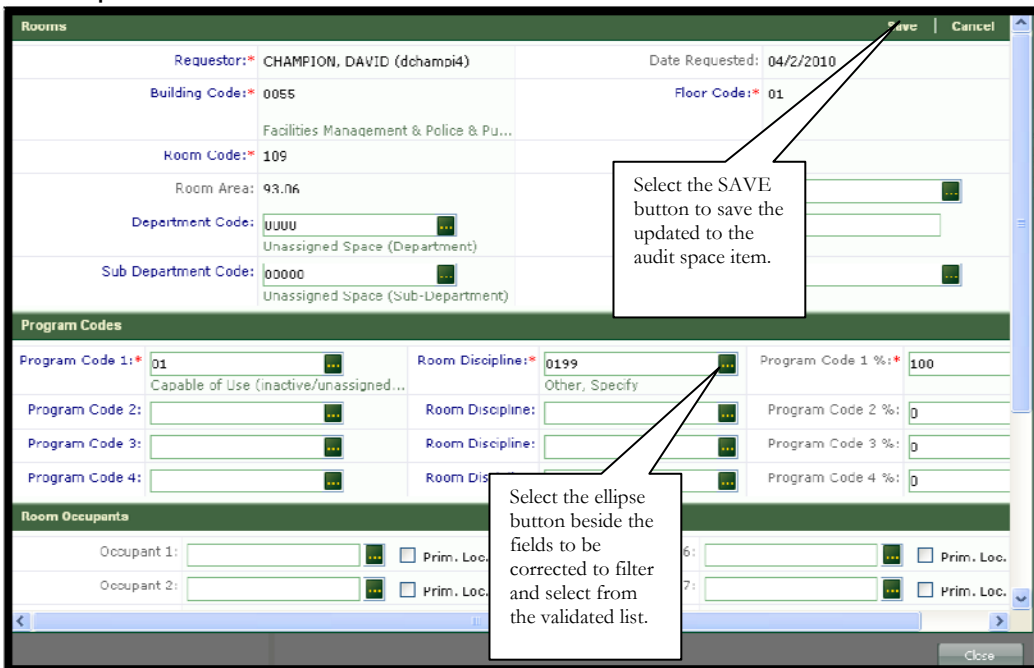 Rooms Save | Cancel
Requestor:* CHAMPION, DAVID (dchampi4) Date Requested: 04/2/2010
Building Code:* 0055 Floor Code:* 01
Facilities Management & Police & Pu...
Room Code:* 109
Room Area: 93.06
Department Code: UUUU
Unassigned Space (Department)
Sub Department Code: 00000
Unassigned Space (Sub-Department)
Select the SAVE
button to save the
updated to the
audit space item.
Program Codes
Program Code 1:* 01 Room Discipline:* 0199 Program Code 1 %:* 100
Capable of Use (inactive/unassigned... Other, Specify
Program Code 2: Room Discipline: Program Code 2 %: 0
Program Code 3: Room Discipline: Program Code 3 %: 0
Program Code 4: Room Program Code 4 %: 0
Select the ellipse
button beside the
fields to be
corrected to filter
and select from
the validated list.
Room Occupants
Occupant 1: Prim. Loc. 6: Prim. Loc.
Occupant 2: Prim. Loc. 7: Prim. Loc.
Close